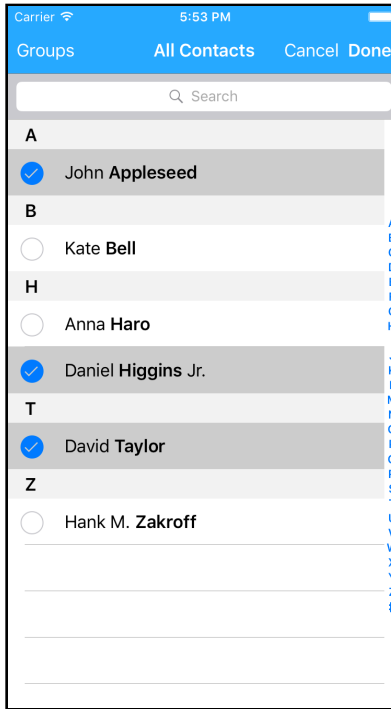 Carrier 5:53 PM
Groups All Contacts Cancel Done
Search
A
John Appleseed
B
Kate Bell
H
Anna Haro
Daniel Higgins Jr.
T
David Taylor
Z
Hank M. Zakroff